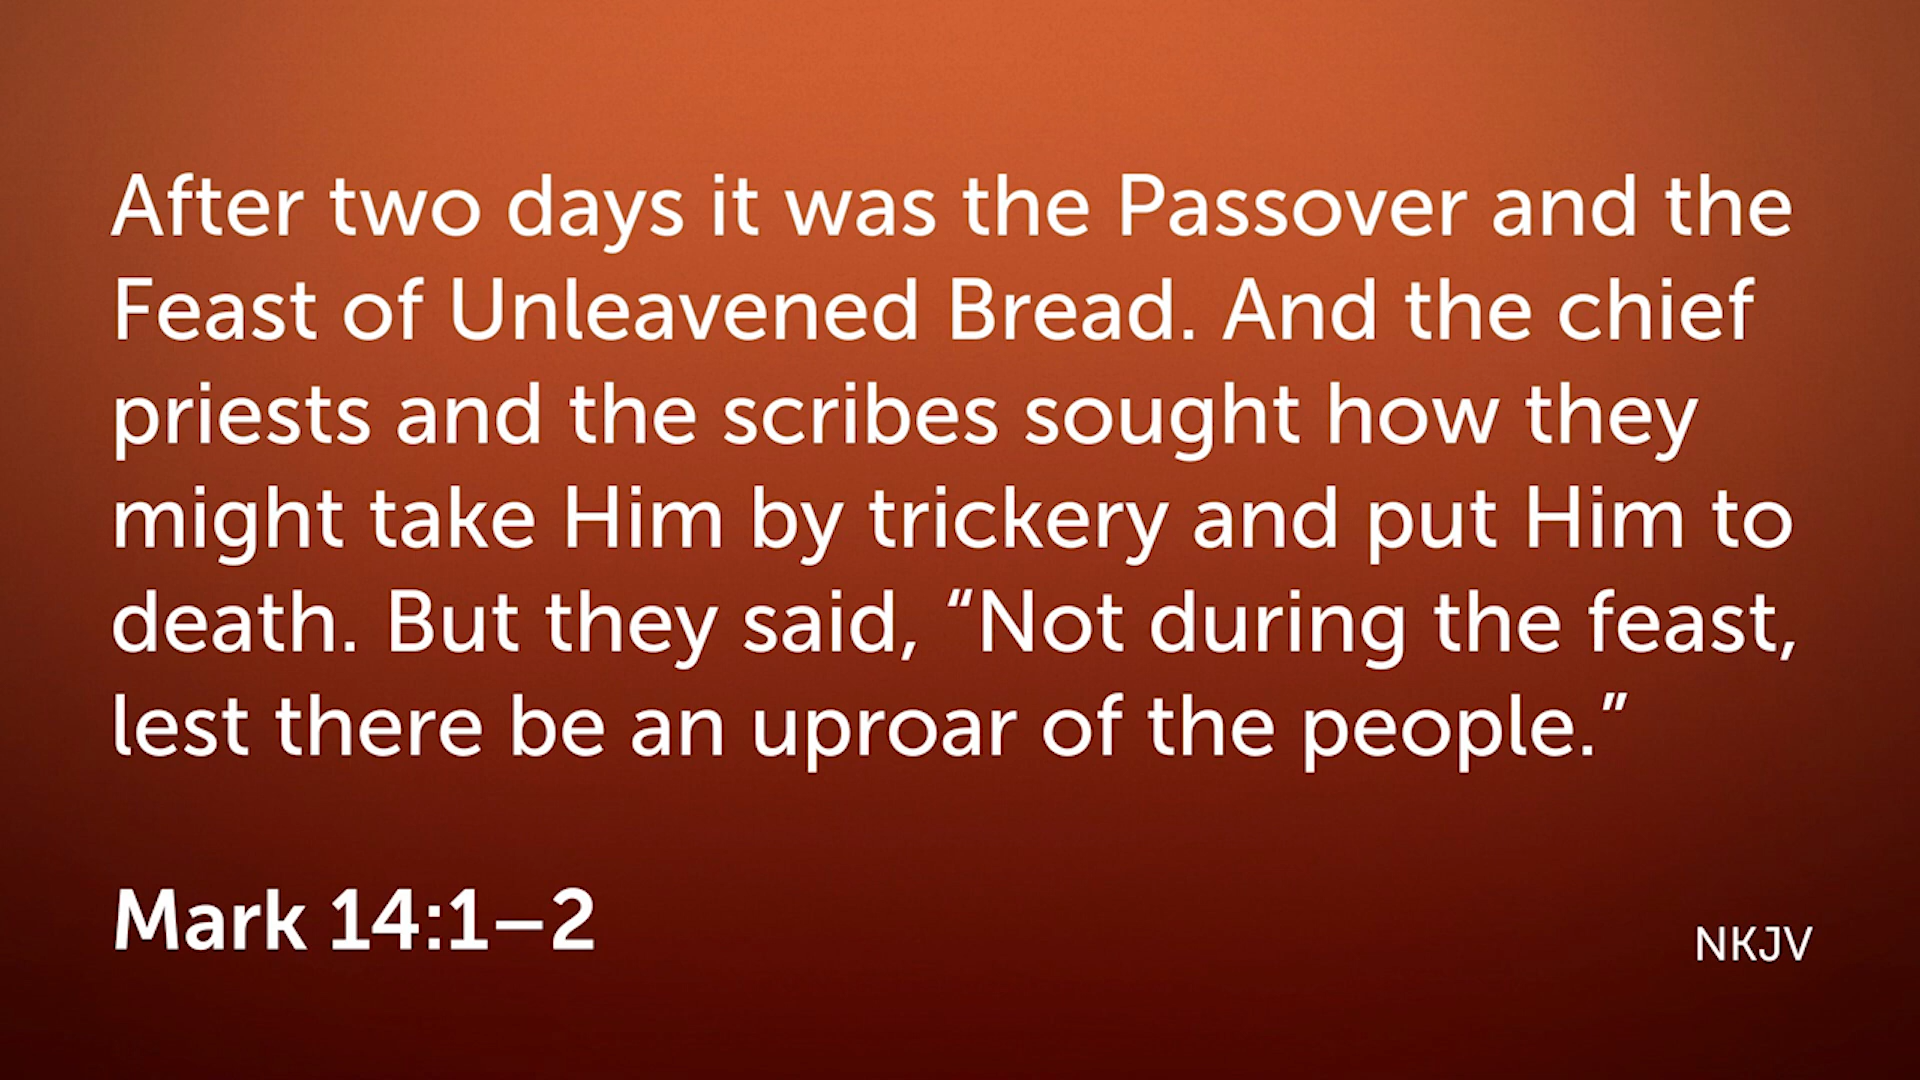 After two days it was the Passover and the
Feast of Unleavened Bread. And the chief
priests and the scribes sought how they
might take Him by trickery and put Him to
death. But they said, “Not during the feast,
lest there be an uproar of the people.”
Mark 14:1–2
NKJV